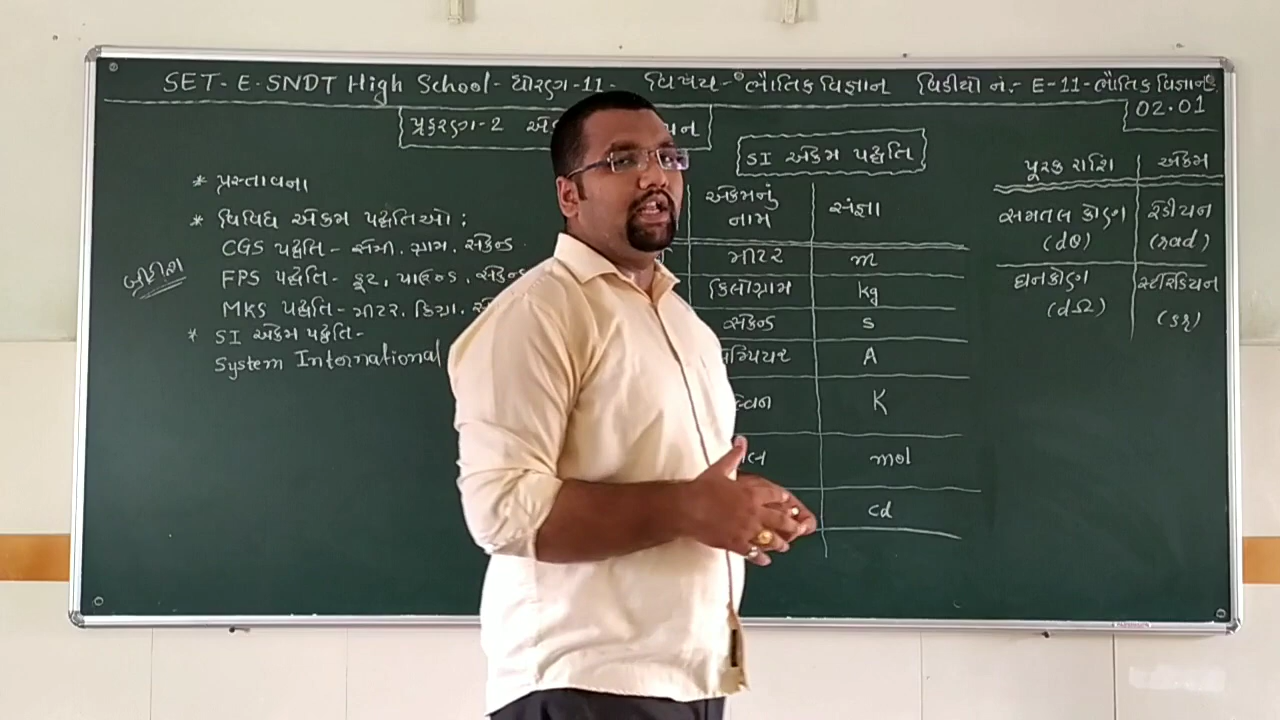 SET- E. SNDT High School - ધોરણ-11 - વિષય-ઃ ભૌતિક વિજ્ઞાન વિડીયો નં.- E-11-ભૌતિક વિજ્ઞાન
02.01
પ્રકરણ-2
SI એકમ પદ્ધતિ
* પ્રસ્તાવના
* વિવિધ એકમ પદ્ધતિઓ :
CGS પદ્ધતિ - સેમી. ગ્રામ. સેકન્ડ
FPS પદ્ધતિ - ફૂટ, પાઉન્ડ, સેકન્ડ
MKS પદ્ધતિ - મીટર. કિગ્રા.
* SI એકમ પદ્ધતિ -
System International
એકમનું નામ સંજ્ઞા
મીટર m
કિલોગ્રામ kg
સેકન્ડ s
A
K
mol
cd
પૂરક રાશિ એકમ
સમતલ કોણ રેડીયન
(dθ) (rad)
ઘનકોણ સ્ટીરેડિયન
(dΩ) (sr)